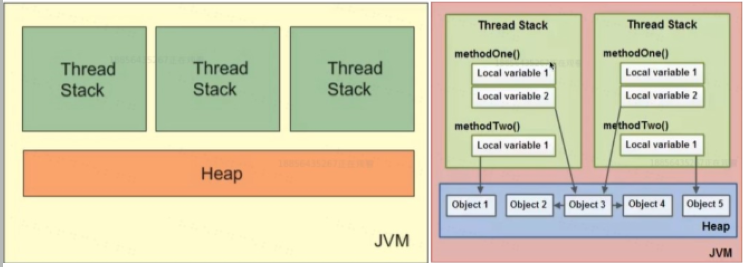 Thread
Stack
Thread
Stack
Thread
Stack
Heap
JVM
Thread Stack
methodOne()
Local variable 1
Local variable 2
methodTwo()
Local variable 1
Thread Stack
methodOne()
Local variable 1
Local variable 2
methodTwo()
Local variable 1
Object 1
Object 2
Object 3
Object 4
Object 5
Heap
JVM